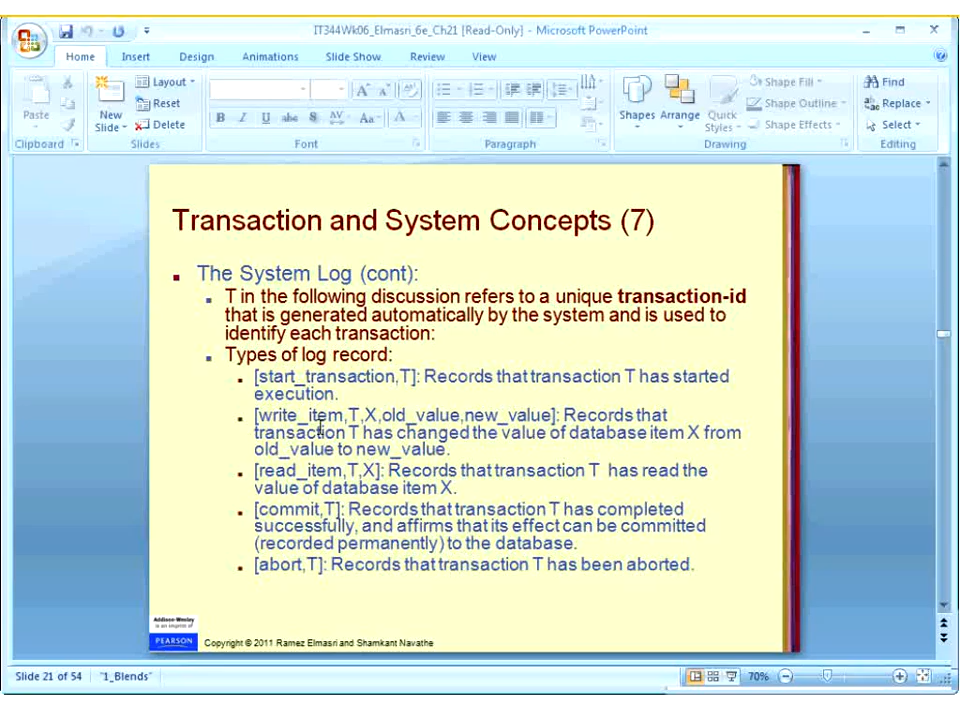 IT344Wk06_Elmasri_6e_Ch21 [Read-Only] - Microsoft PowerPoint
Home Insert Design Animations Slide Show Review View
Paste
New Slide
Layout
Reset
Delete
Shapes Arrange Quick Styles
Shape Fill
Shape Outline
Shape Effects
Find
Replace
Select
Clipboard Slides Font Paragraph Drawing Editing
Transaction and System Concepts (7)
The System Log (cont):
T in the following discussion refers to a unique transaction-id
that is generated automatically by the system and is used to
identify each transaction:
Types of log record:
[start_transaction,T]: Records that transaction T has started
execution.
[write_item,T,X,old_value,new_value]: Records that
transaction T has changed the value of database item X from
old_value to new_value.
[read_item,T,X]: Records that transaction T has read the
value of database item X.
[commit,T]: Records that transaction T has completed
successfully, and affirms that its effect can be committed
(recorded permanently) to the database.
[abort,T]: Records that transaction T has been aborted.
Addison-Wesley
is an imprint of
PEARSON
Copyright © 2011 Ramez Elmasri and Shamkant Navathe
Slide 21 of 54 "1_Blends" 70%